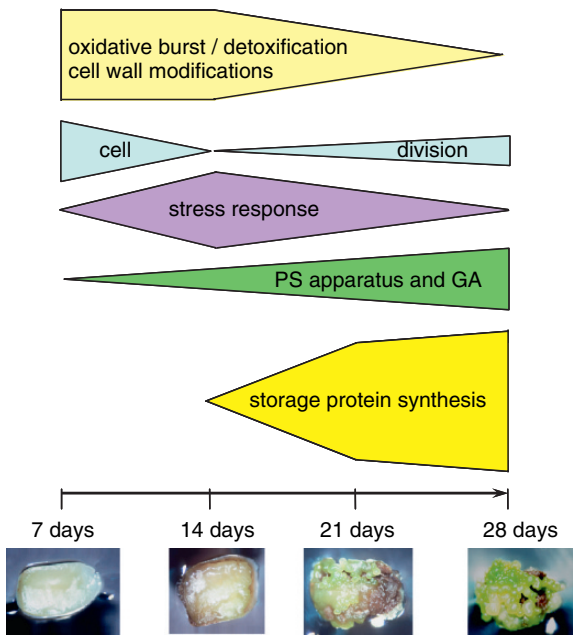 oxidative burst / detoxification
cell wall modifications
cell division
stress response
PS apparatus and GA
storage protein synthesis
7 days 14 days 21 days 28 days